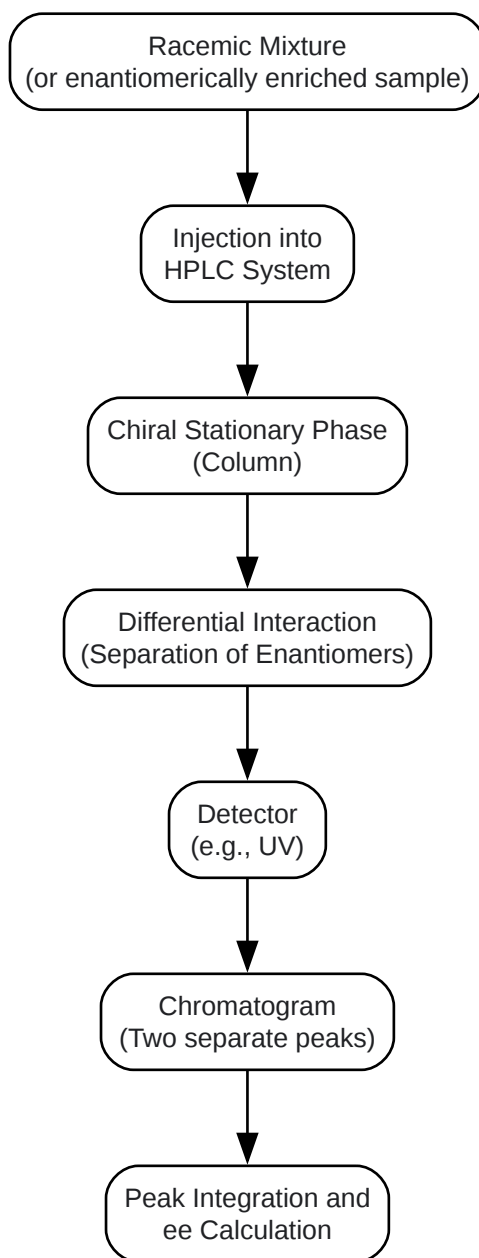 Racemic Mixture
(or enantiomerically enriched sample)
Injection into
HPLC System
Chiral Stationary Phase
(Column)
Differential Interaction
(Separation of Enantiomers)
Detector
(e.g., UV)
Chromatogram
(Two separate peaks)
Peak Integration and
ee Calculation